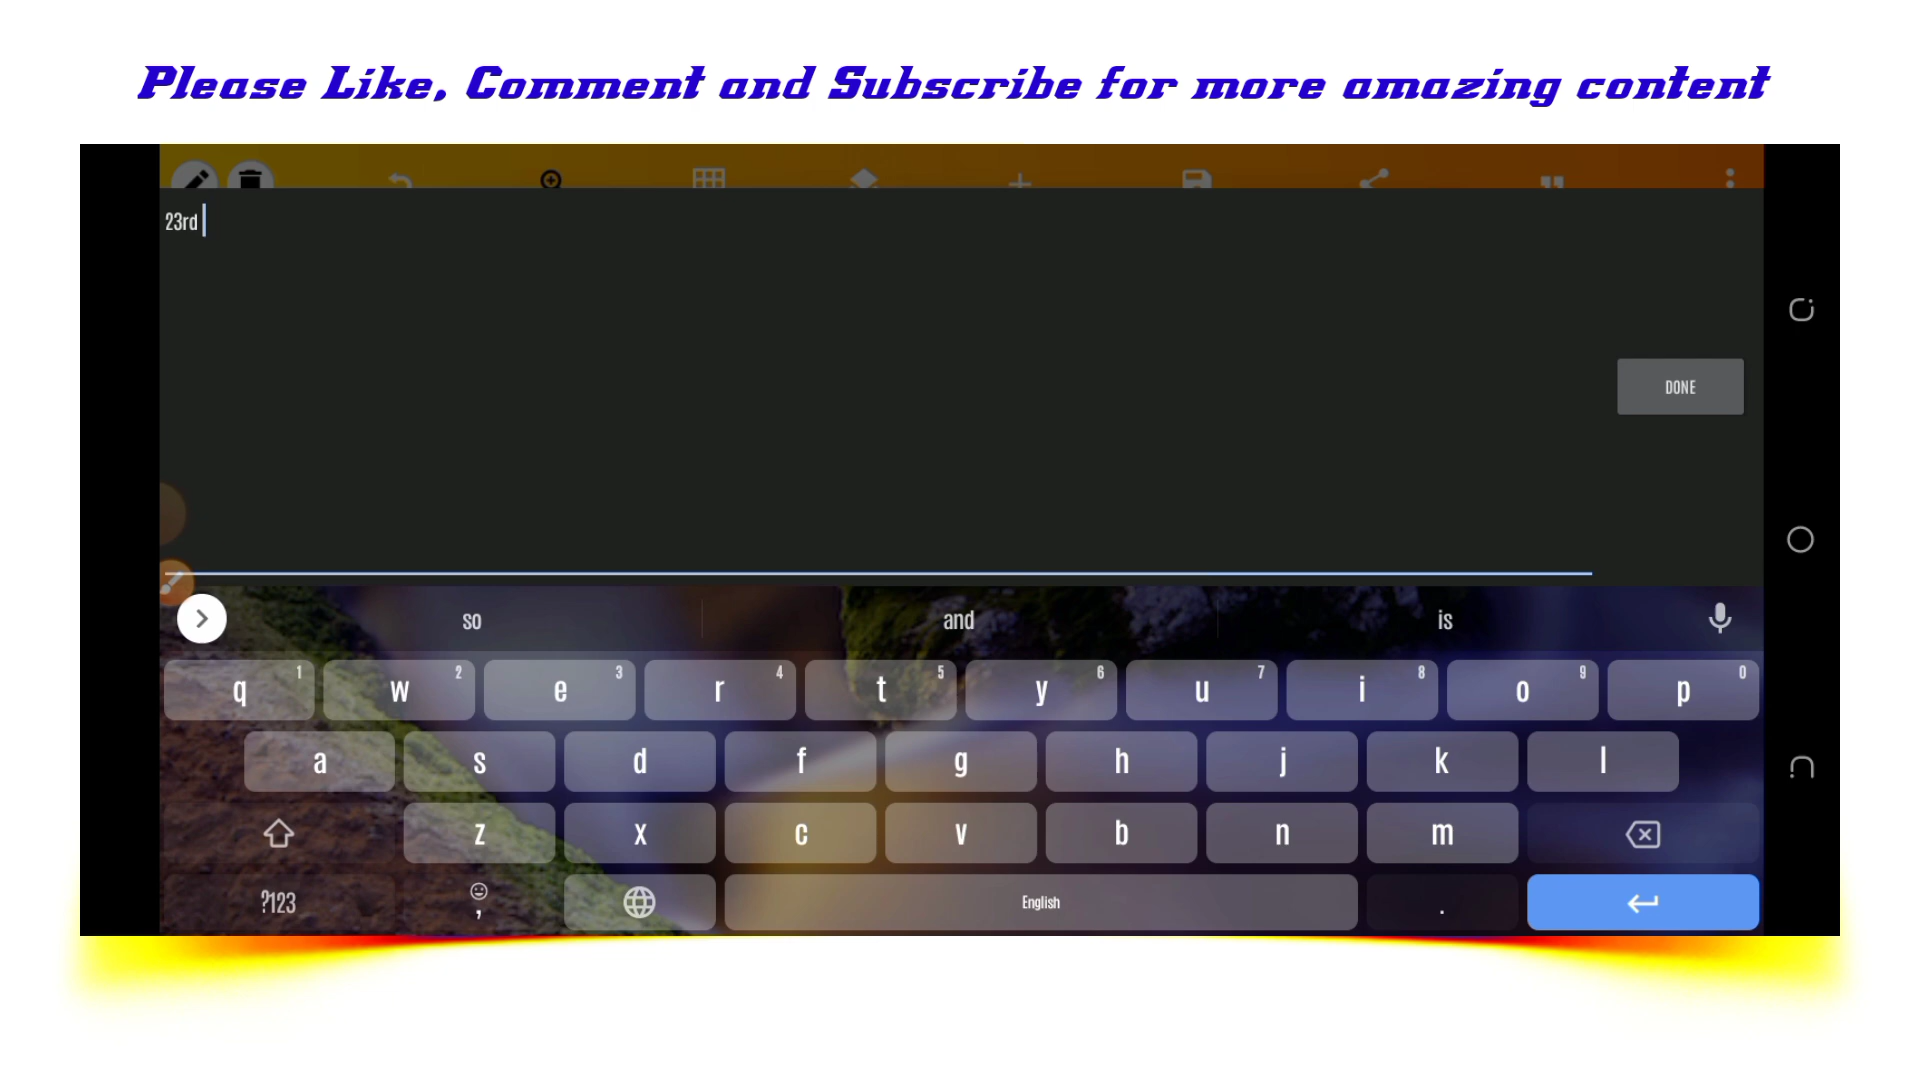 Please Like, Comment and Subscribe for more amazing content
23rd
DONE
so and is
q 1 w 2 e 3 r 4 t 5 y 6 u 7 i 8 o 9 p 0
a s d f g h j k l
z x c v b n m
?123 , English .